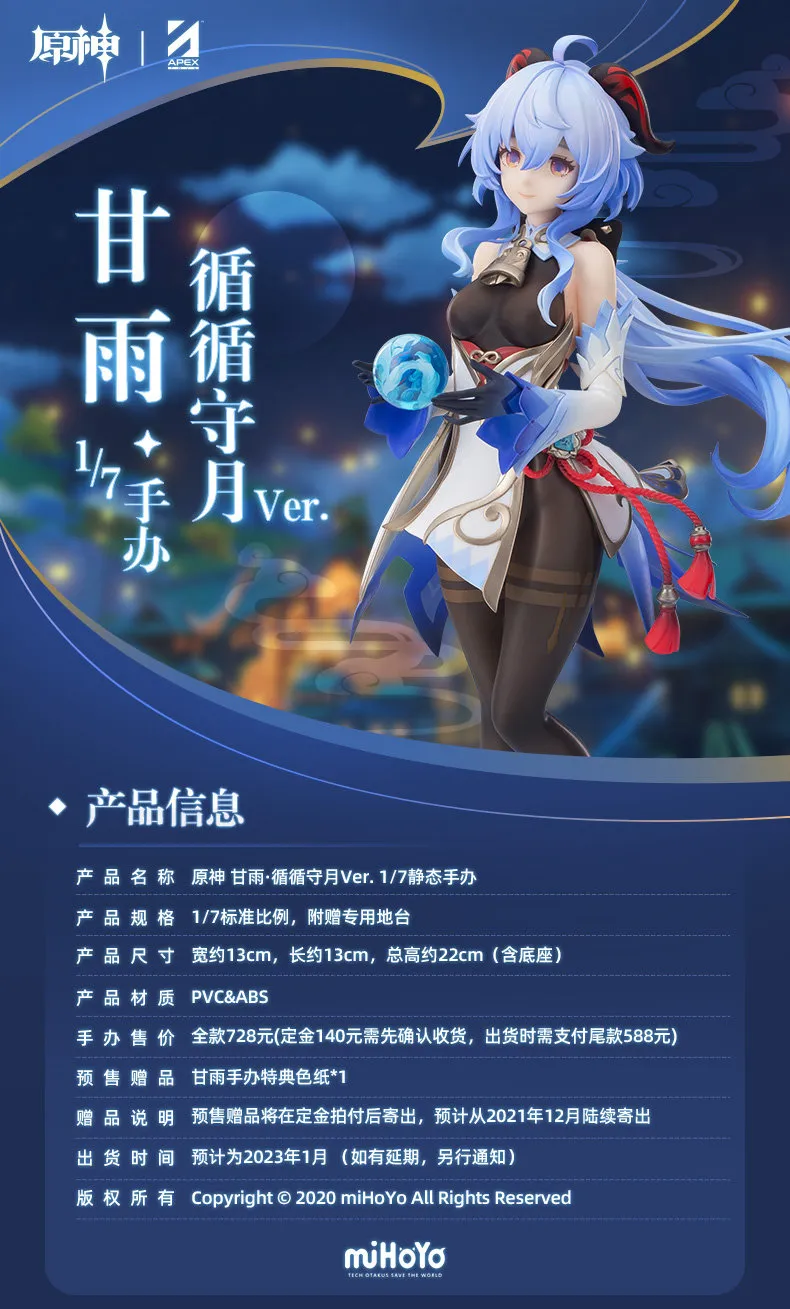 原神
APEX
甘雨
循循守月Ver.
1/7手办
产品信息
产品名称 原神 甘雨·循循守月Ver. 1/7静态手办
产品规格 1/7标准比例，附赠专用地台
产品尺寸 宽约13cm，长约13cm，总高约22cm（含底座）
产品材质 PVC&ABS
手办售价 全款728元(定金140元需先确认收货，出货时需支付尾款588元)
预售赠品 甘雨手办特典色纸*1
赠品说明 预售赠品将在定金拍付后寄出，预计从2021年12月陆续寄出
出货时间 预计为2023年1月（如有延期，另行通知）
版权所有 Copyright © 2020 miHoYo All Rights Reserved
miHoYo
TECH OTAKUS SAVE THE WORLD